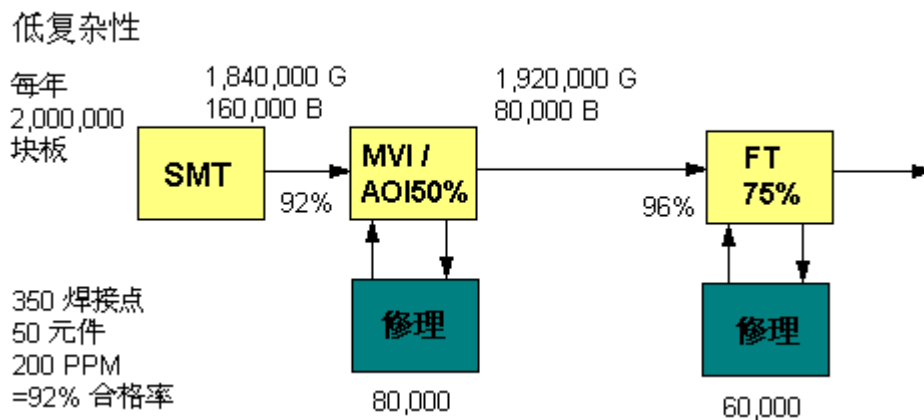 低复杂性
每年
2,000,000
块板
1,840,000 G
160,000 B
1,920,000 G
80,000 B
SMT
92%
MVI /
AOI50%
96%
FT
75%
350 焊接点
50 元件
200 PPM
=92% 合格率
修理
80,000
修理
60,000